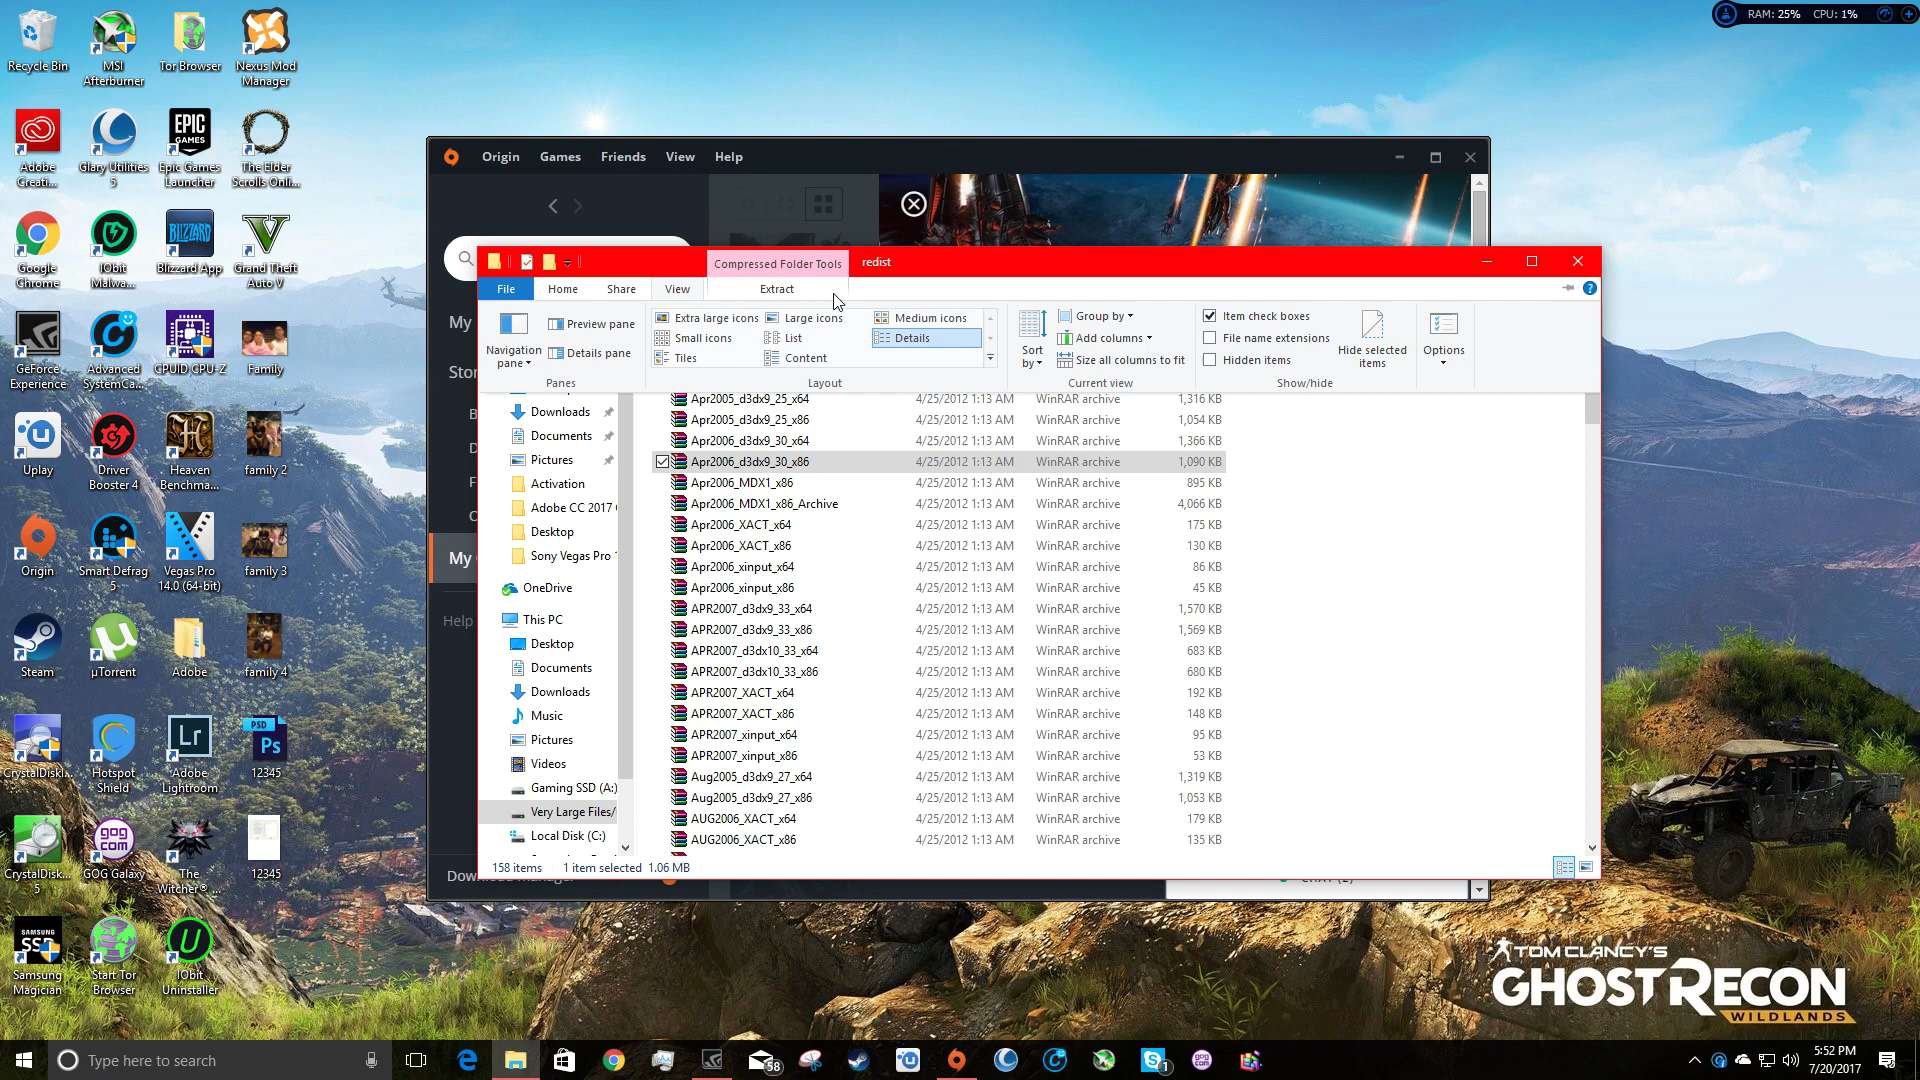 RAM: 25% CPU: 1%
Recycle Bin
MSI Afterburner
Tor Browser
Nexus Mod Manager
Adobe Creati...
Glary Utilities 5
EPIC GAMES
Epic Games Launcher
The Elder Scrolls Onli...
Google Chrome
IObit Malwa...
BLIZZARD
Blizzard App
Grand Theft Auto V
GeForce Experience
Advanced SystemCa...
CPUID CPU-Z
Family
Uplay
Driver Booster 4
Heaven Benchma...
family 2
Origin
Smart Defrag 5
Vegas Pro 14.0 (64-bit)
family 3
Steam
µTorrent
Adobe
family 4
CrystalDiskI...
Hotspot Shield
Lr
Adobe Lightroom
PSD
Ps
12345
CrystalDisk... 5
GOG COM
GOG Galaxy
The Witcher® ...
12345
SAMSUNG
SSD
Samsung Magician
Start Tor Browser
IObit Uninstaller
Origin Games Friends View Help
My
Stor
My
Help
Compressed Folder Tools
redist
File Home Share View Extract
Navigation pane
Preview pane
Details pane
Panes
Extra large icons Large icons Medium icons
Small icons List Details
Tiles Content
Layout
Sort by
Group by
Add columns
Size all columns to fit
Current view
Item check boxes
File name extensions
Hidden items
Hide selected items
Show/hide
Options
Downloads
Documents
Pictures
Activation
Adobe CC 2017
Desktop
Sony Vegas Pro 1
OneDrive
This PC
Desktop
Documents
Downloads
Music
Pictures
Videos
Gaming SSD (A:)
Very Large Files/
Local Disk (C:)
Apr2005_d3dx9_25_x64 4/25/2012 1:13 AM WinRAR archive 1,316 KB
Apr2005_d3dx9_25_x86 4/25/2012 1:13 AM WinRAR archive 1,054 KB
Apr2006_d3dx9_30_x64 4/25/2012 1:13 AM WinRAR archive 1,366 KB
Apr2006_d3dx9_30_x86 4/25/2012 1:13 AM WinRAR archive 1,090 KB
Apr2006_MDX1_x86 4/25/2012 1:13 AM WinRAR archive 895 KB
Apr2006_MDX1_x86_Archive 4/25/2012 1:13 AM WinRAR archive 4,066 KB
Apr2006_XACT_x64 4/25/2012 1:13 AM WinRAR archive 175 KB
Apr2006_XACT_x86 4/25/2012 1:13 AM WinRAR archive 130 KB
Apr2006_xinput_x64 4/25/2012 1:13 AM WinRAR archive 86 KB
Apr2006_xinput_x86 4/25/2012 1:13 AM WinRAR archive 45 KB
APR2007_d3dx9_33_x64 4/25/2012 1:13 AM WinRAR archive 1,570 KB
APR2007_d3dx9_33_x86 4/25/2012 1:13 AM WinRAR archive 1,569 KB
APR2007_d3dx10_33_x64 4/25/2012 1:13 AM WinRAR archive 683 KB
APR2007_d3dx10_33_x86 4/25/2012 1:13 AM WinRAR archive 680 KB
APR2007_XACT_x64 4/25/2012 1:13 AM WinRAR archive 192 KB
APR2007_XACT_x86 4/25/2012 1:13 AM WinRAR archive 148 KB
APR2007_xinput_x64 4/25/2012 1:13 AM WinRAR archive 95 KB
APR2007_xinput_x86 4/25/2012 1:13 AM WinRAR archive 53 KB
Aug2005_d3dx9_27_x64 4/25/2012 1:13 AM WinRAR archive 1,319 KB
Aug2005_d3dx9_27_x86 4/25/2012 1:13 AM WinRAR archive 1,053 KB
AUG2006_XACT_x64 4/25/2012 1:13 AM WinRAR archive 179 KB
AUG2006_XACT_x86 4/25/2012 1:13 AM WinRAR archive 135 KB
158 items 1 item selected 1.06 MB
TOM CLANCY'S
GHOST RECON
WILDLANDS
Type here to search
58
1
5:52 PM
7/20/2017